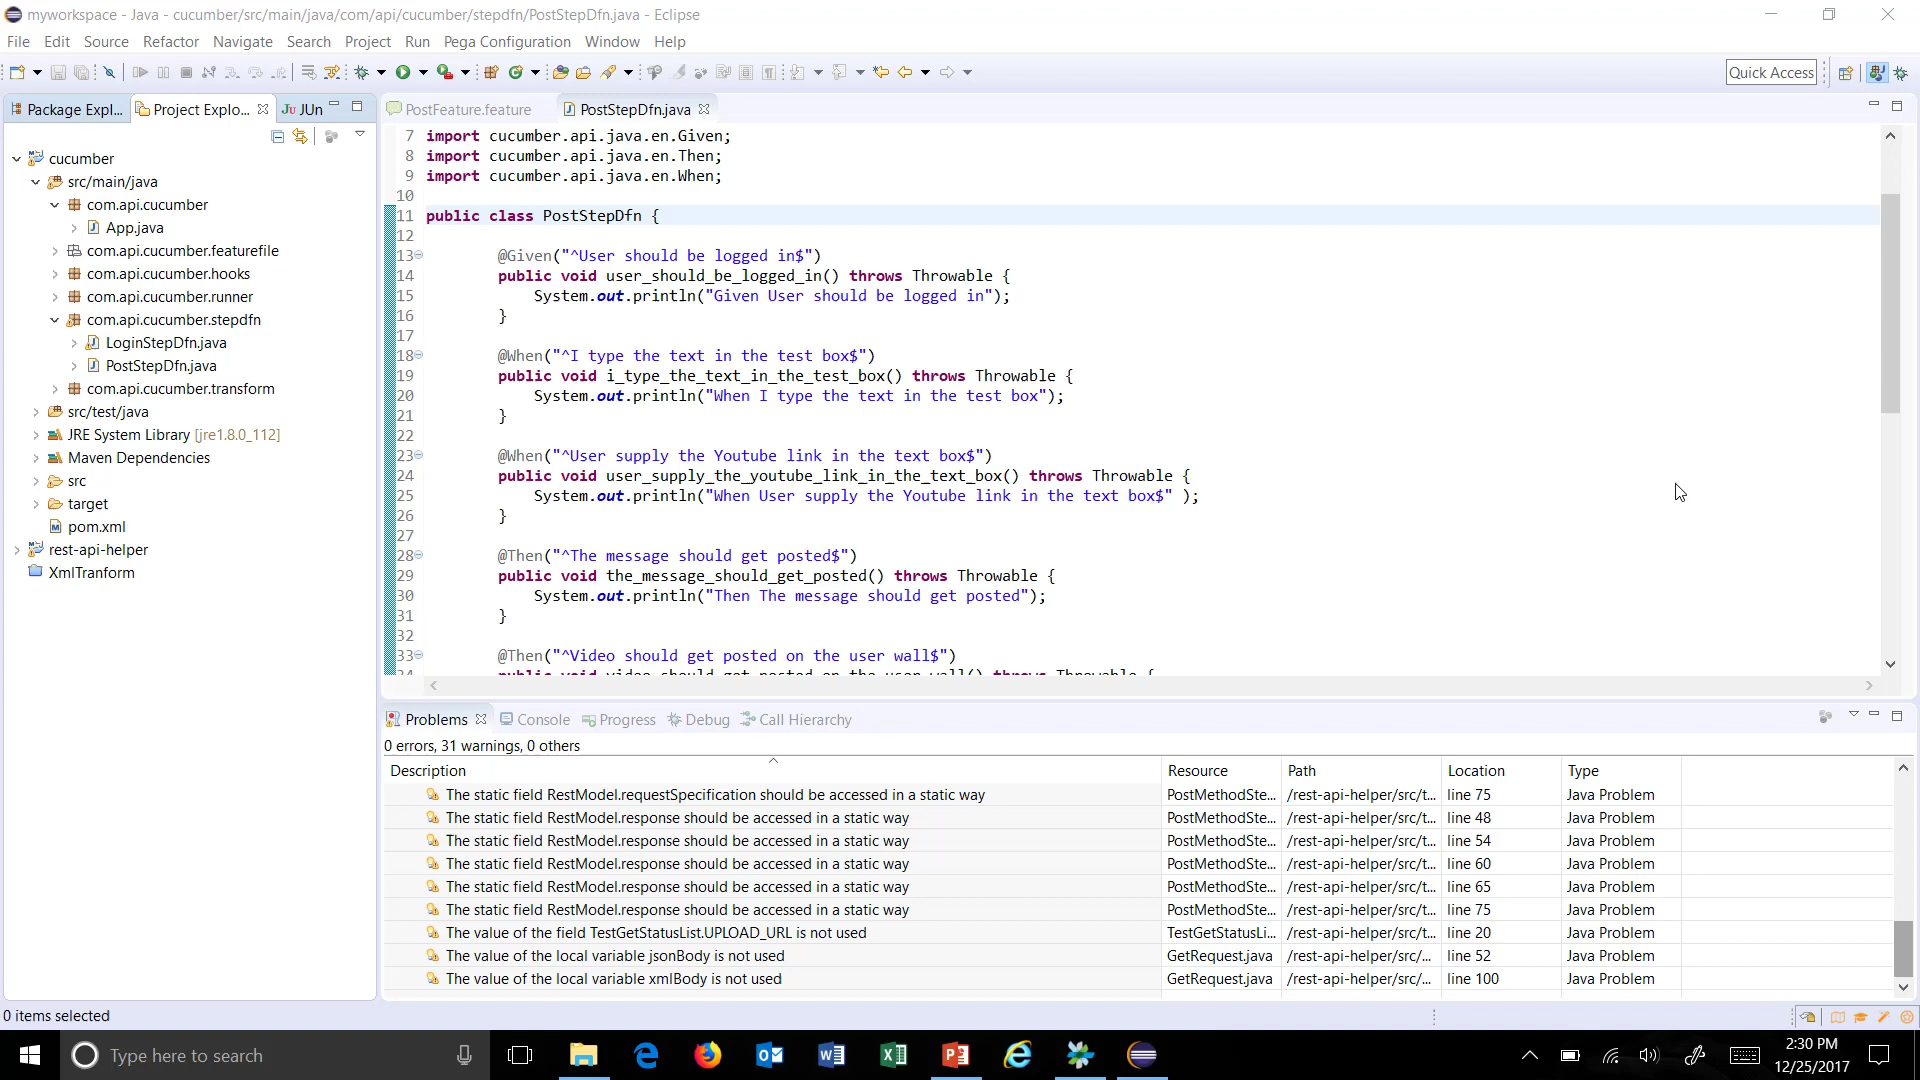 myworkspace - Java - cucumber/src/main/java/com/api/cucumber/stepdfn/PostStepDfn.java - Eclipse
File Edit Source Refactor Navigate Search Project Run Pega Configuration Window Help
Quick Access
Package Expl... Project Explo... JUn
PostFeature.feature PostStepDfn.java
cucumber
src/main/java
com.api.cucumber
App.java
com.api.cucumber.featurefile
com.api.cucumber.hooks
com.api.cucumber.runner
com.api.cucumber.stepdfn
LoginStepDfn.java
PostStepDfn.java
com.api.cucumber.transform
src/test/java
JRE System Library [jre1.8.0_112]
Maven Dependencies
src
target
pom.xml
rest-api-helper
XmlTranform
7 import cucumber.api.java.en.Given;
8 import cucumber.api.java.en.Then;
9 import cucumber.api.java.en.When;
10
11 public class PostStepDfn {
12
13 @Given("^User should be logged in$")
14 public void user_should_be_logged_in() throws Throwable {
15 System.out.println("Given User should be logged in");
16 }
17
18 @When("^I type the text in the test box$")
19 public void i_type_the_text_in_the_test_box() throws Throwable {
20 System.out.println("When I type the text in the test box");
21 }
22
23 @When("^User supply the Youtube link in the text box$")
24 public void user_supply_the_youtube_link_in_the_text_box() throws Throwable {
25 System.out.println("When User supply the Youtube link in the text box$" );
26 }
27
28 @Then("^The message should get posted$")
29 public void the_message_should_get_posted() throws Throwable {
30 System.out.println("Then The message should get posted");
31 }
32
33 @Then("^Video should get posted on the user wall$")
34 public void video_should_get_posted_on_the_user_wall() throws Throwable {
Problems Console Progress Debug Call Hierarchy
0 errors, 31 warnings, 0 others
Description Resource Path Location Type
The static field RestModel.requestSpecification should be accessed in a static way PostMethodSte... /rest-api-helper/src/t... line 75 Java Problem
The static field RestModel.response should be accessed in a static way PostMethodSte... /rest-api-helper/src/t... line 48 Java Problem
The static field RestModel.response should be accessed in a static way PostMethodSte... /rest-api-helper/src/t... line 54 Java Problem
The static field RestModel.response should be accessed in a static way PostMethodSte... /rest-api-helper/src/t... line 60 Java Problem
The static field RestModel.response should be accessed in a static way PostMethodSte... /rest-api-helper/src/t... line 65 Java Problem
The static field RestModel.response should be accessed in a static way PostMethodSte... /rest-api-helper/src/t... line 75 Java Problem
The value of the field TestGetStatusList.UPLOAD_URL is not used TestGetStatusLi... /rest-api-helper/src/t... line 20 Java Problem
The value of the local variable jsonBody is not used GetRequest.java /rest-api-helper/src/... line 52 Java Problem
The value of the local variable xmlBody is not used GetRequest.java /rest-api-helper/src/... line 100 Java Problem
0 items selected
Type here to search
2:30 PM
12/25/2017